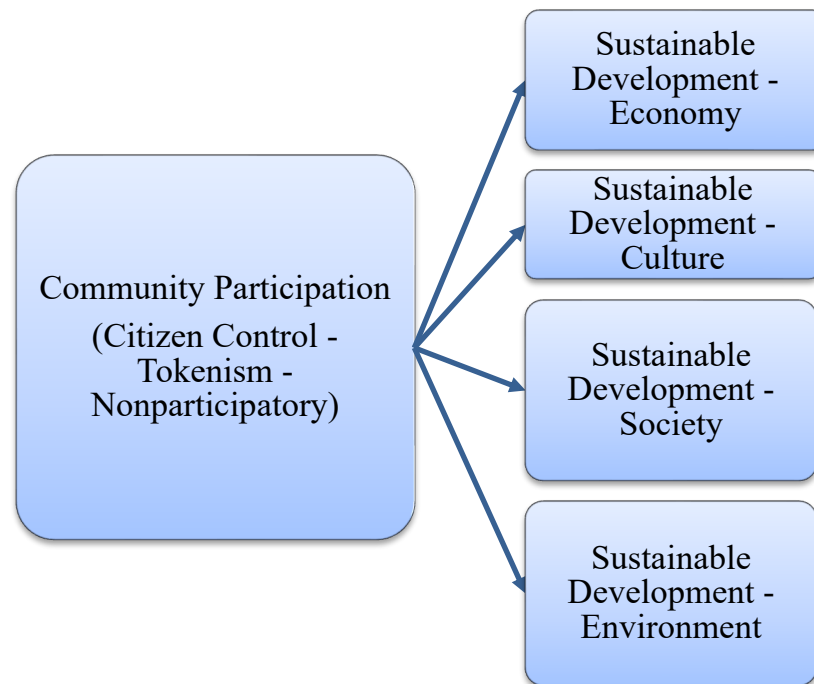 Community Participation
(Citizen Control -
Tokenism -
Nonparticipatory)
Sustainable
Development -
Economy
Sustainable
Development -
Culture
Sustainable
Development -
Society
Sustainable
Development -
Environment